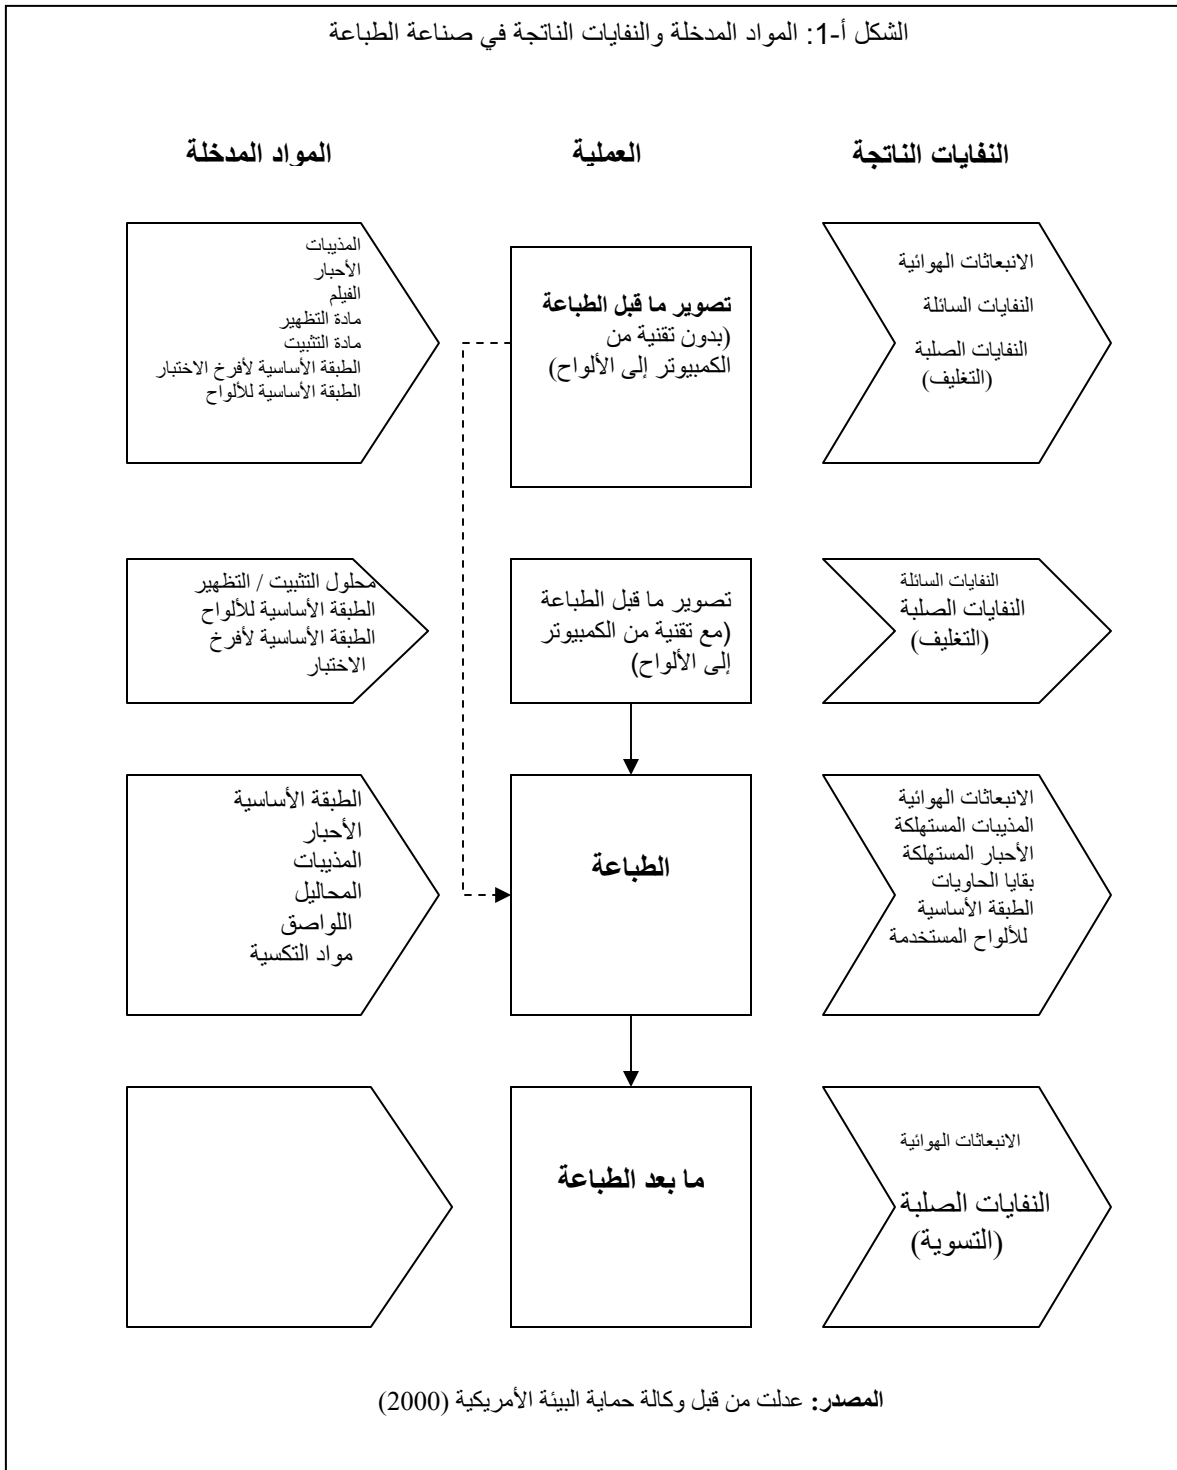 الشكل أ-1: المواد المدخلة والنفايات الناتجة في صناعة الطباعة
النفايات الناتجة
العملية
المواد المدخلة
الانبعاثات الهوائية
النفايات السائلة
النفايات الصلبة
(التغليف)
تصوير ما قبل الطباعة
(بدون تقنية من
الكمبيوتر إلى الألواح)
المذيبات
الأحبار
الفيلم
مادة التظهير
مادة التثبيت
الطبقة الأساسية لأفرخ الاختبار
الطبقة الأساسية للألواح
النفايات السائلة
النفايات الصلبة
(التغليف)
تصوير ما قبل الطباعة
(مع تقنية من الكمبيوتر
إلى الألواح)
محلول التثبيت / التظهير
الطبقة الأساسية للألواح
الطبقة الأساسية لأفرخ
الاختبار
الانبعاثات الهوائية
المذيبات المستهلكة
الأحبار المستهلكة
بقايا الحاويات
الطبقة الأساسية
للألواح المستخدمة
الطباعة
الطبقة الأساسية
الأحبار
المذيبات
المحاليل
اللواصق
مواد التكسية
الانبعاثات الهوائية
النفايات الصلبة
(التسوية)
ما بعد الطباعة
المصدر: عدلت من قبل وكالة حماية البيئة الأمريكية (2000)